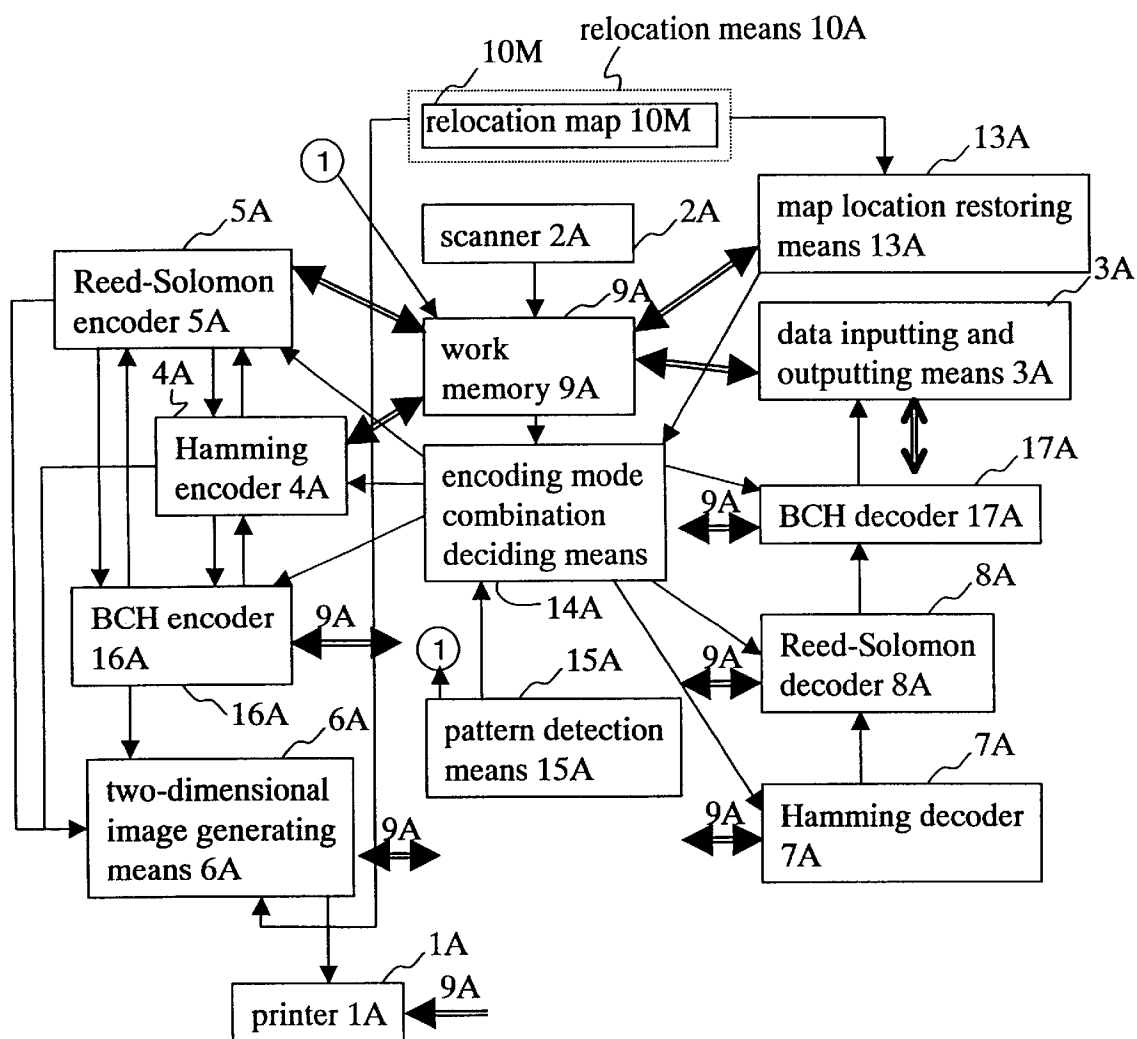 relocation means 10A
10M
relocation map 10M
1
13A
map location restoring
means 13A
5A
Reed-Solomon
encoder 5A
scanner 2A
2A
3A
9A
work
memory 9A
data inputting and
outputting means 3A
4A
Hamming
encoder 4A
encoding mode
combination
deciding means
14A
17A
9A
BCH decoder 17A
BCH encoder
16A
16A
9A
8A
9A
Reed-Solomon
decoder 8A
1
15A
pattern detection
means 15A
6A
two-dimensional
image generating
means 6A
9A
7A
9A
Hamming decoder
7A
1A
printer 1A
9A